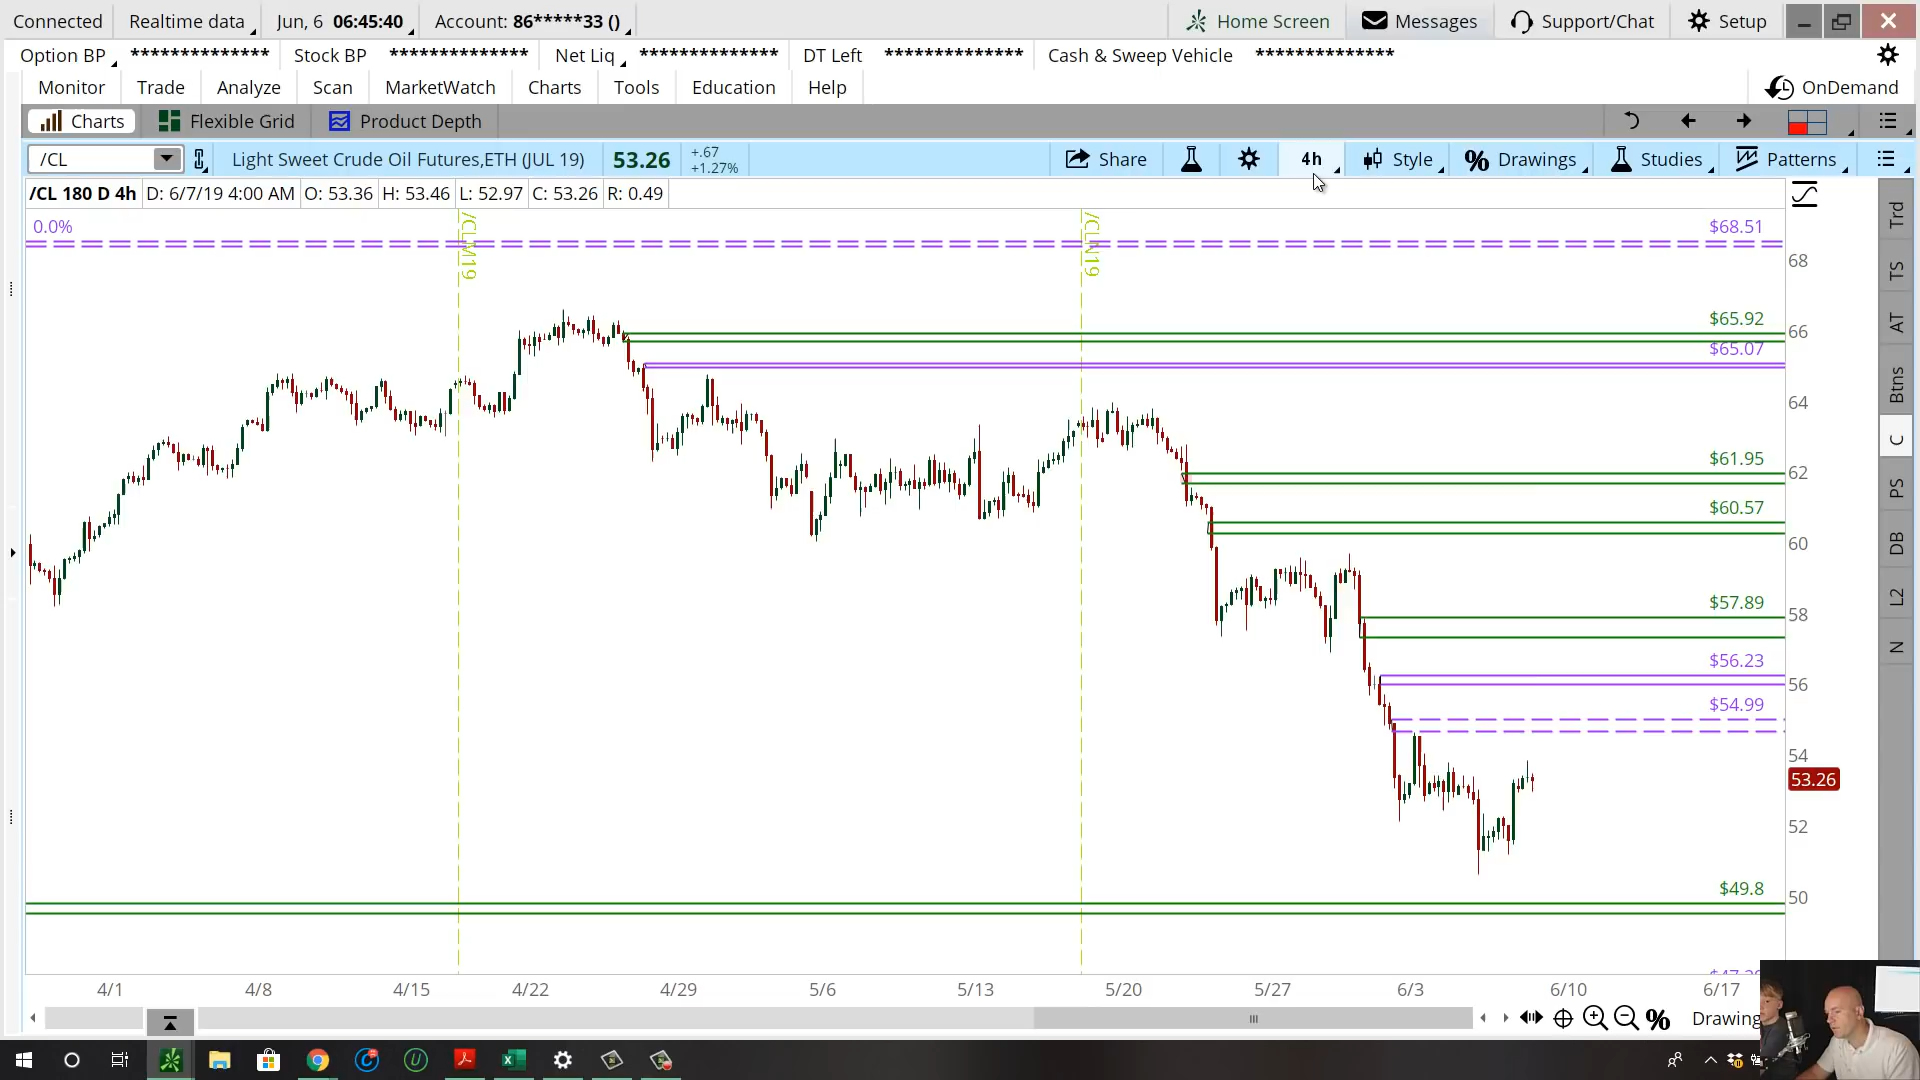 Connected Realtime data Jun, 6 06:45:40 Account: 86*****33 () Home Screen Messages Support/Chat Setup
Option BP ************** Stock BP ************** Net Liq ************** DT Left ************** Cash & Sweep Vehicle **************
Monitor Trade Analyze Scan MarketWatch Charts Tools Education Help OnDemand
Charts Flexible Grid Product Depth
/CL Light Sweet Crude Oil Futures,ETH (JUL 19) 53.26 +.67 +1.27% Share 4h Style Drawings Studies Patterns
/CL 180 D 4h D: 6/7/19 4:00 AM O: 53.36 H: 53.46 L: 52.97 C: 53.26 R: 0.49
0.0%
/CLM19
/CLN19
$68.51
$65.92
$65.07
$61.95
$60.57
$57.89
$56.23
$54.99
$49.8
68
66
64
62
60
58
56
54
53.26
52
50
Trd
TS
AT
Btns
C
PS
DB
L2
N
4/1 4/8 4/15 4/22 4/29 5/6 5/13 5/20 5/27 6/3 6/10 6/17
Drawing